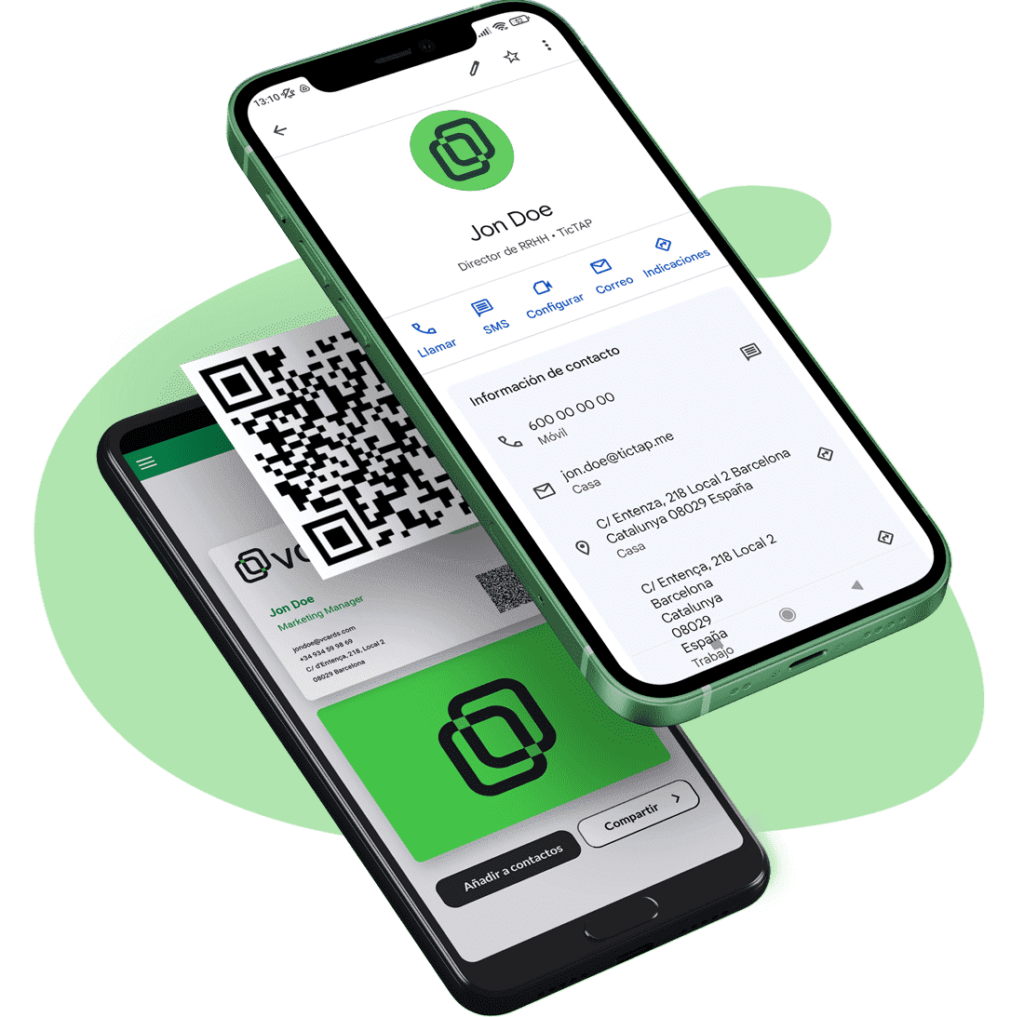 13:10
Jon Doe
Director de RRHH • TicTAP
Llamar
SMS
Configurar
Correo
Indicaciones
Información de contacto
600 00 00 00
Móvil
jon.doe@tictap.me
Casa
C/ Entenza, 218 Local 2 Barcelona
Catalunya 08029 España
Casa
C/ Entença, 218 Local 2
Barcelona
Catalunya
08029
España
Trabajo
Jon Doe
Marketing Manager
jondoe@vcards.com
+34 934 59 98 69
C/ d'Entença, 218, Local 2
08029 Barcelona
Añadir a contactos
Compartir